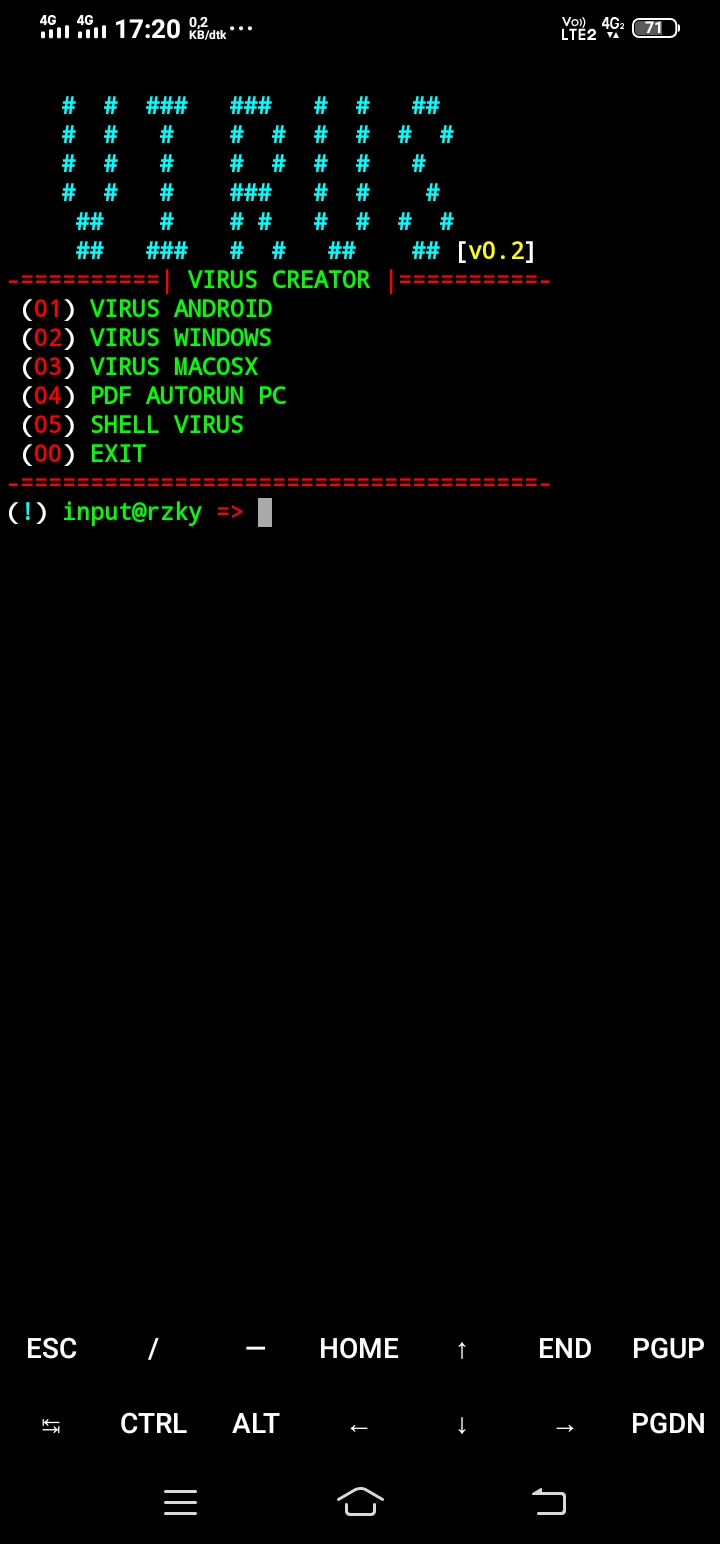 4G 4G 17:20 0,2 KB/dtk ... Vo)) LTE2 4G2 71
#  #  ###   ###   #  #   ##
#  #   #    #  #  #  #  #  #
#  #   #    #  #  #  #   #
#  #   #    ###   #  #    #
 ##    #    # #   #  #  #  #
 ##   ###   #  #   ##    ## [v0.2]
-==========| VIRUS CREATOR |==========-
(01) VIRUS ANDROID
(02) VIRUS WINDOWS
(03) VIRUS MACOSX
(04) PDF AUTORUN PC
(05) SHELL VIRUS
(00) EXIT
-=====================================-
(!) input@rzky =>
ESC / — HOME ↑ END PGUP
↹ CTRL ALT ← ↓ → PGDN